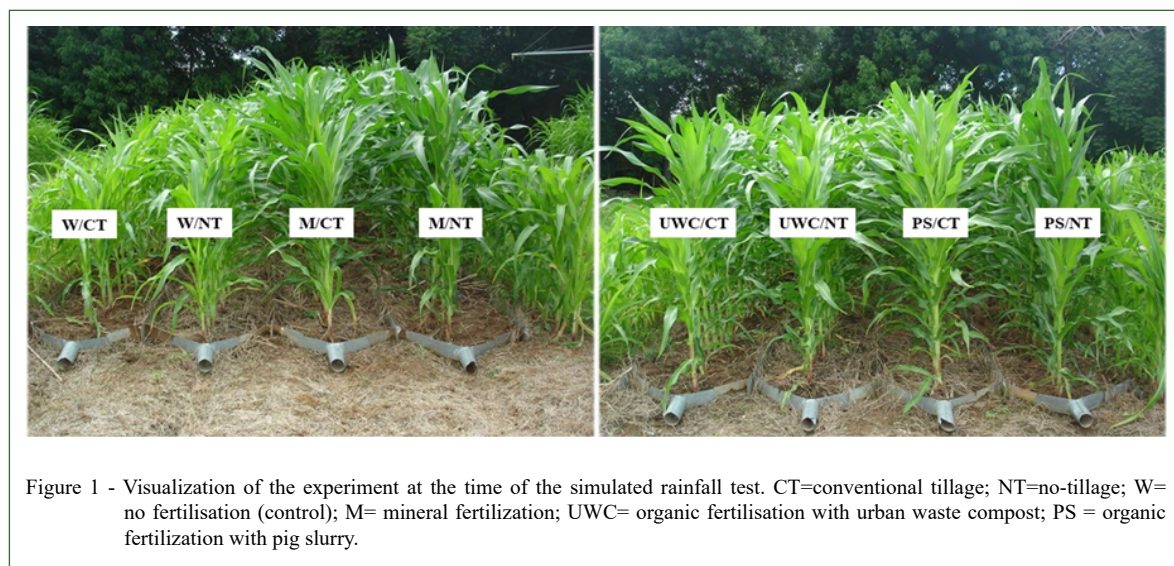 W/CT
W/NT
M/CT
M/NT
UWC/CT
UWC/NT
PS/CT
PS/NT
Figure 1 - Visualization of the experiment at the time of the simulated rainfall test. CT=conventional tillage; NT=no-tillage; W=
no fertilisation (control); M= mineral fertilization; UWC= organic fertilisation with urban waste compost; PS = organic
fertilization with pig slurry.